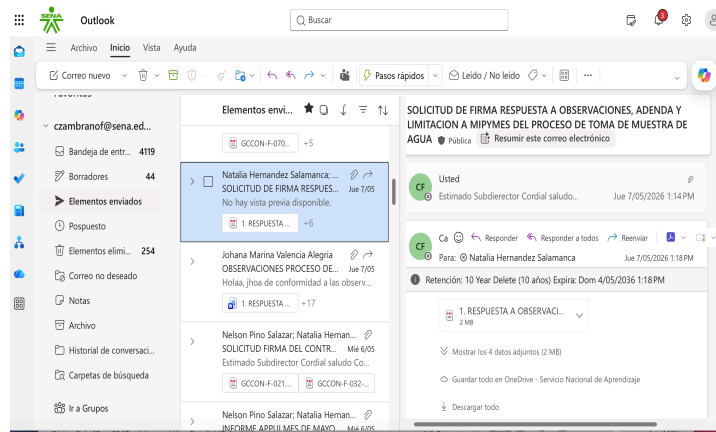 SENA
Outlook
Buscar
3
Archivo Inicio Vista Ayuda
Correo nuevo
Pasos rápidos
Leído / No leído
Favoritos
czambranof@sena.ed...
Bandeja de entr... 4119
Borradores 44
Elementos enviados
Pospuesto
Elementos elimi... 254
Correo no deseado
Notas
Archivo
Historial de conversaci...
Carpetas de búsqueda
Ir a Grupos
Elementos envi...
GCCON-F-070... +5
Natalia Hernandez Salamanca; ...
SOLICITUD DE FIRMA RESPUES... Jue 7/05
No hay vista previa disponible.
1. RESPUESTA ... +6
Johana Marina Valencia Alegria
OBSERVACIONES PROCESO DE... Jue 7/05
Holaa, jhoa de conformidad a las observ...
1. RESPUESTA ... +17
Nelson Pino Salazar; Natalia Hernan...
SOLICITUD FIRMA DEL CONTR... Mié 6/05
Estimado Subdirector Cordial saludo Co...
GCCON-F-021... GCCON-F-032-...
Nelson Pino Salazar; Natalia Hernan...
INFORME APPULMES DE MAYO Mié 6/05
SOLICITUD DE FIRMA RESPUESTA A OBSERVACIONES, ADENDA Y
LIMITACION A MIPYMES DEL PROCESO DE TOMA DE MUESTRA DE
AGUA Pública Resumir este correo electrónico
CF
Usted
Estimado Subdierector Cordial saludo... Jue 7/05/2026 1:14 PM
CF
Ca Responder Responder a todos Reenviar
Para: Natalia Hernandez Salamanca Jue 7/05/2026 1:18 PM
Retención: 10 Year Delete (10 años) Expira: Dom 4/05/2036 1:18 PM
1. RESPUESTA A OBSERVACI...
2 MB
Mostrar los 4 datos adjuntos (2 MB)
Guardar todo en OneDrive - Servicio Nacional de Aprendizaje
Descargar todo